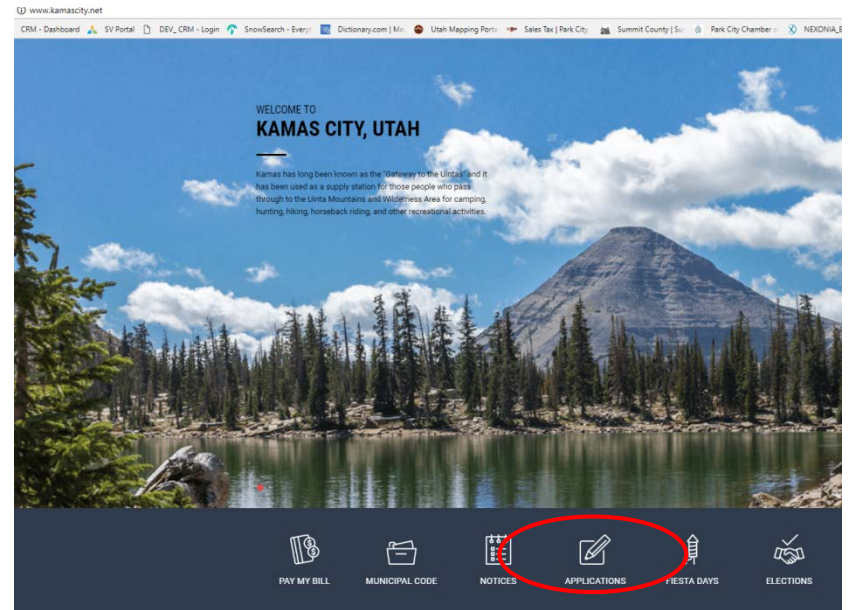 www.kamascity.net
CRM - Dashboard SV Portal DEV_ CRM - Login SnowSearch - Every Dictionary.com | Me Utah Mapping Porta Sales Tax | Park City, Summit County | Su Park City Chamber o NEXONIA_E
WELCOME TO
KAMAS CITY, UTAH
Kamas has long been known as the "Gateway to the Uintas" and it
has been used as a supply station for those people who pass
through to the Uinta Mountains and Wilderness Area for camping,
hunting, hiking, horseback riding, and other recreational activities.
PAY MY BILL MUNICIPAL CODE NOTICES APPLICATIONS FIESTA DAYS ELECTIONS